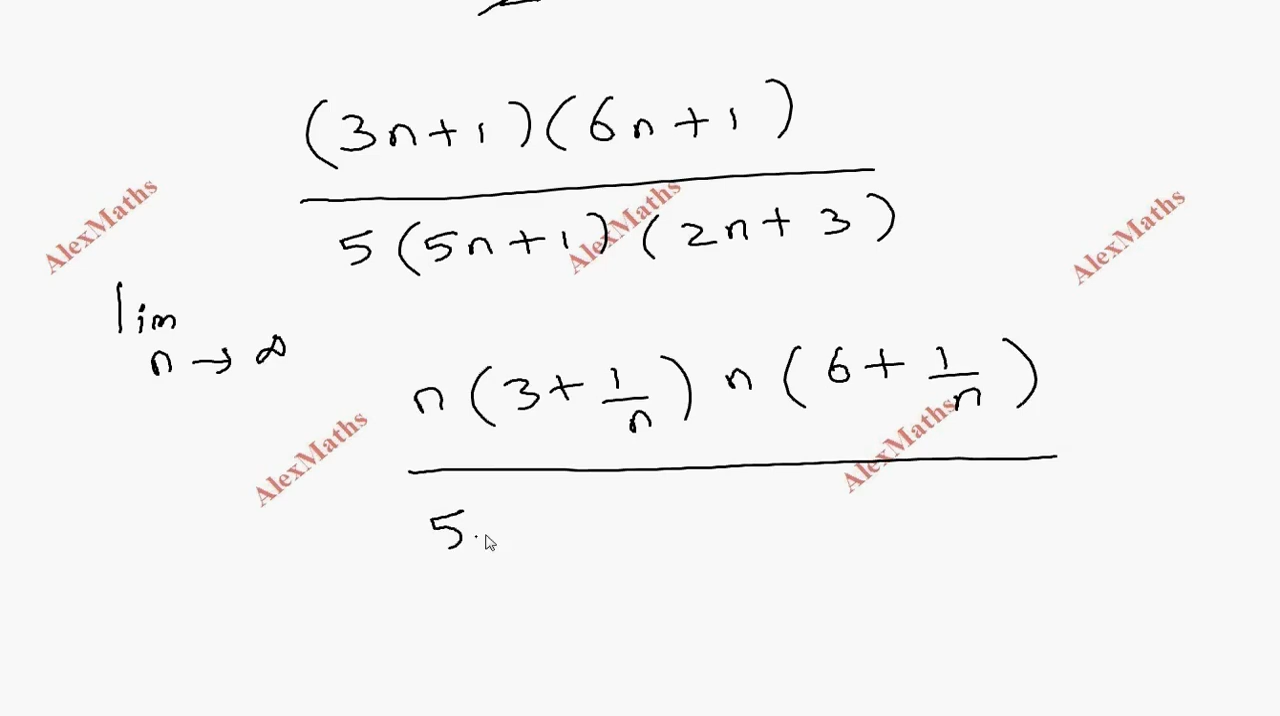 (3n+1)(6n+1)
5(5n+1)(2n+3)
lim
n→∞
n(3+1/n) n(6+1/n)
5.
AlexMaths
AlexMaths
AlexMaths
AlexMaths
AlexMaths